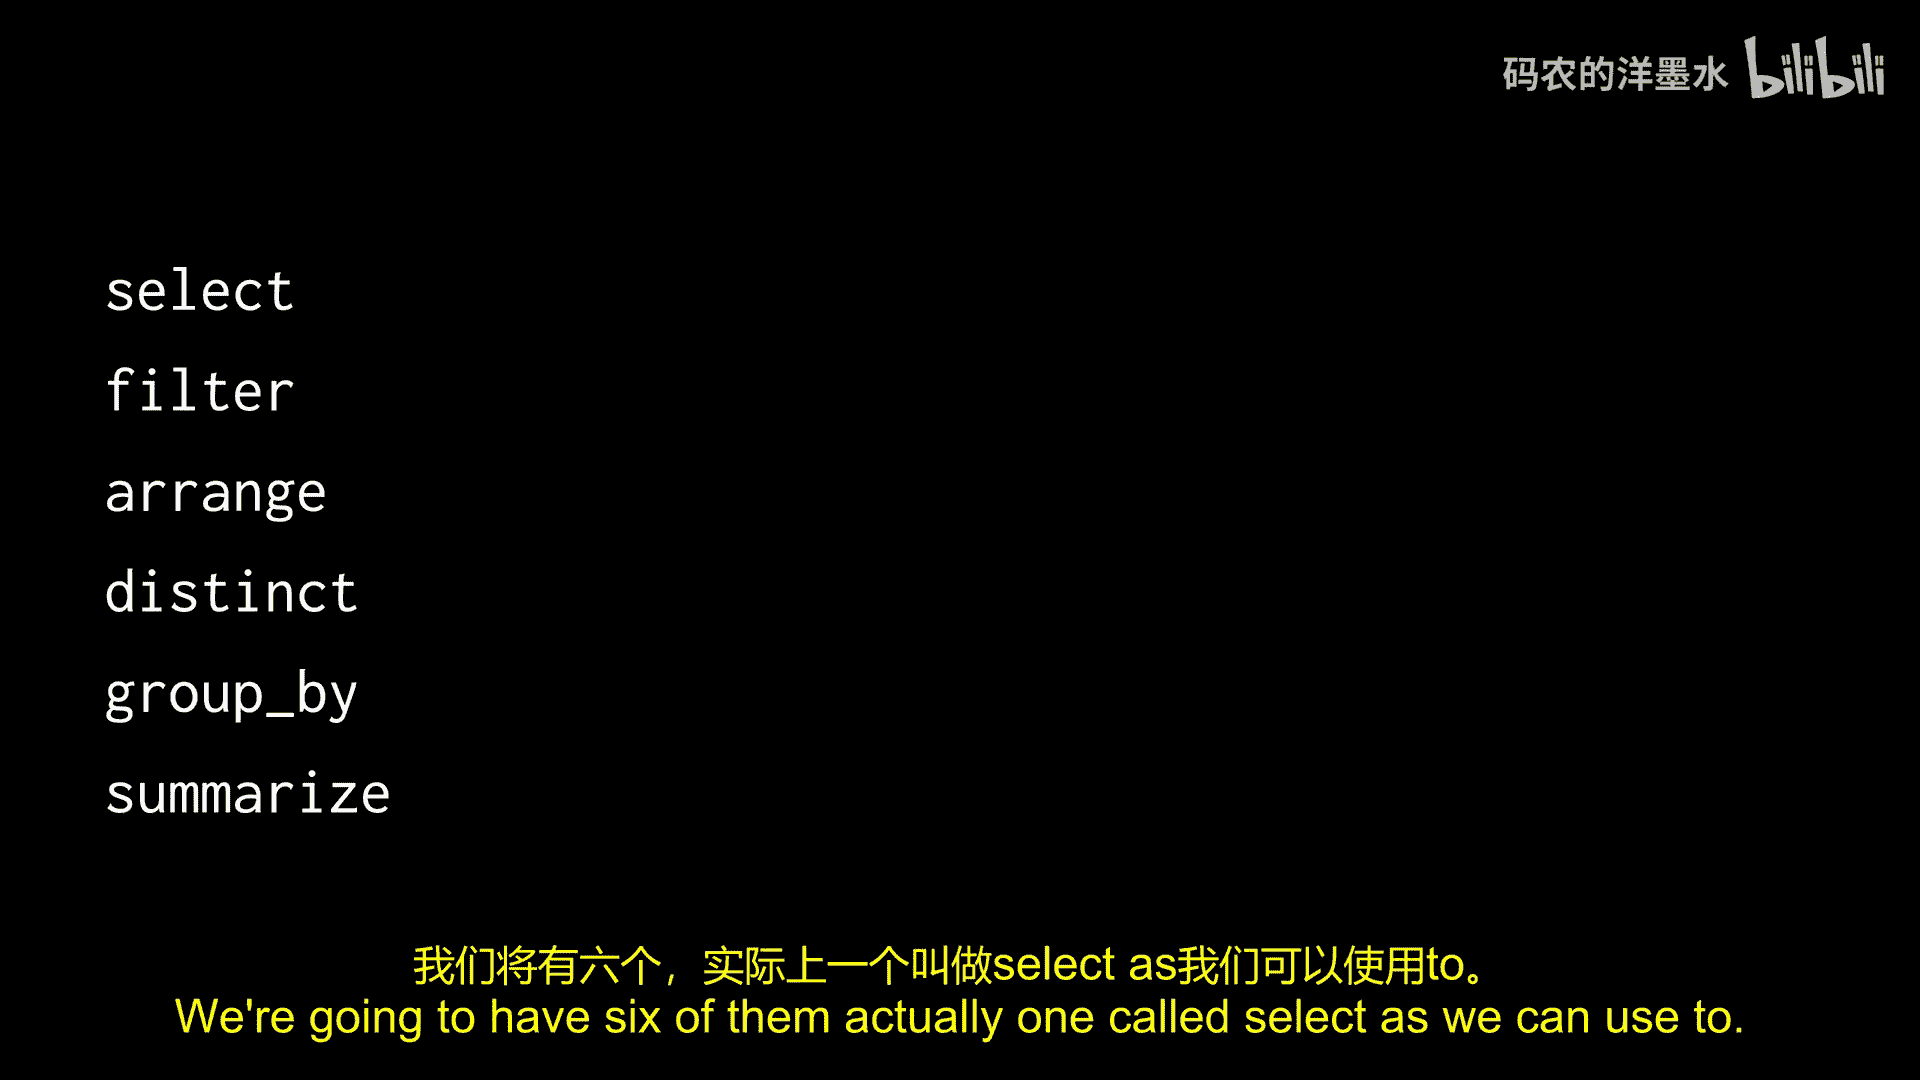 码农的洋墨水 bilibili
select
filter
arrange
distinct
group_by
summarize
我们将有六个，实际上一个叫做select as我们可以使用to。
We're going to have six of them actually one called select as we can use to.